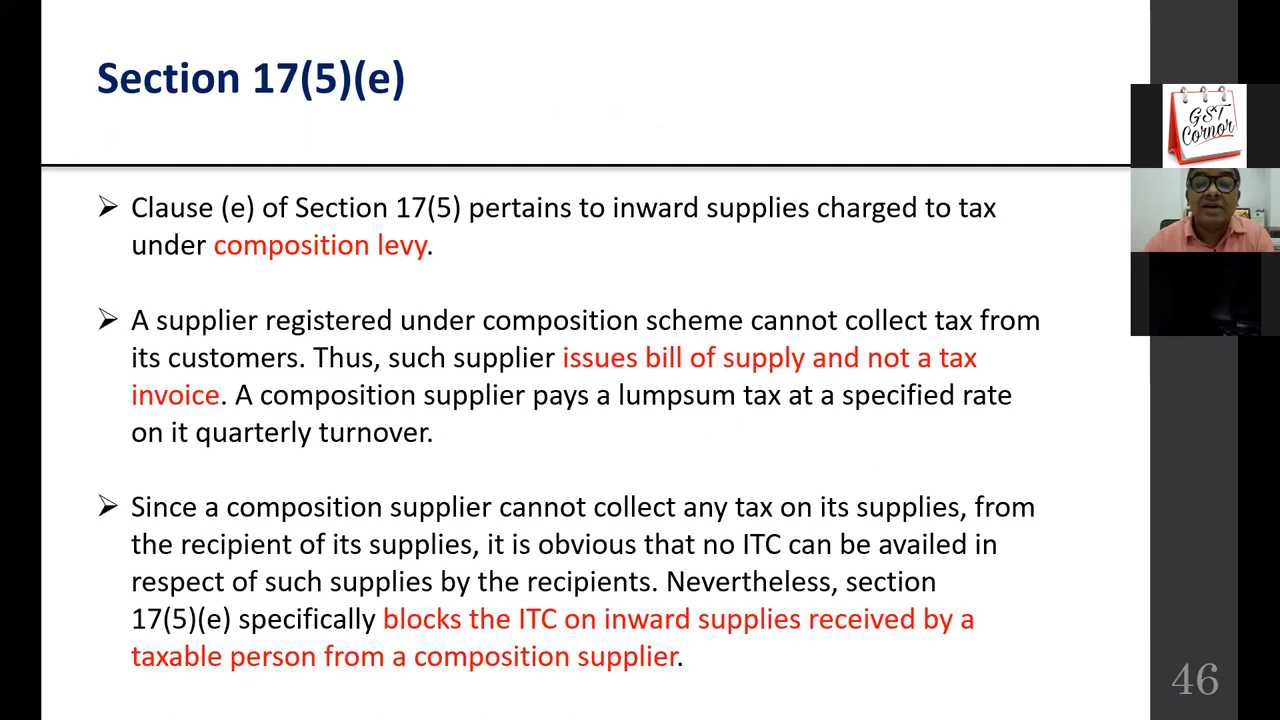 Section 17(5)(e)
GST
Cornor
➢ Clause (e) of Section 17(5) pertains to inward supplies charged to tax
under composition levy.
➢ A supplier registered under composition scheme cannot collect tax from
its customers. Thus, such supplier issues bill of supply and not a tax
invoice. A composition supplier pays a lumpsum tax at a specified rate
on it quarterly turnover.
➢ Since a composition supplier cannot collect any tax on its supplies, from
the recipient of its supplies, it is obvious that no ITC can be availed in
respect of such supplies by the recipients. Nevertheless, section
17(5)(e) specifically blocks the ITC on inward supplies received by a
taxable person from a composition supplier.
46